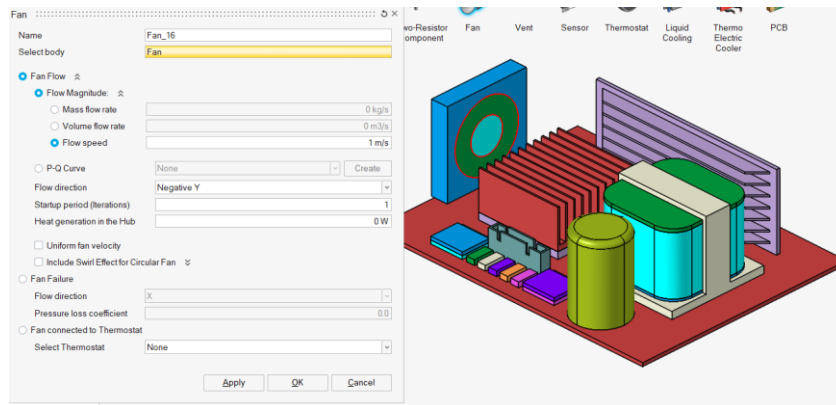 Fan
Name Fan_16
Select body Fan
Fan Flow
Flow Magnitude:
Mass flow rate 0 kg/s
Volume flow rate 0 m3/s
Flow speed 1 m/s
P-Q Curve None Create
Flow direction Negative Y
Startup period (Iterations) 1
Heat generation in the Hub 0 W
Uniform fan velocity
Include Swirl Effect for Circular Fan
Fan Failure
Flow direction X
Pressure loss coefficient 0.0
Fan connected to Thermostat
Select Thermostat None
Apply OK Cancel
wo-Resistor Fan Vent Sensor Thermostat Liquid Thermo PCB
omponent Cooling Electric
Cooler